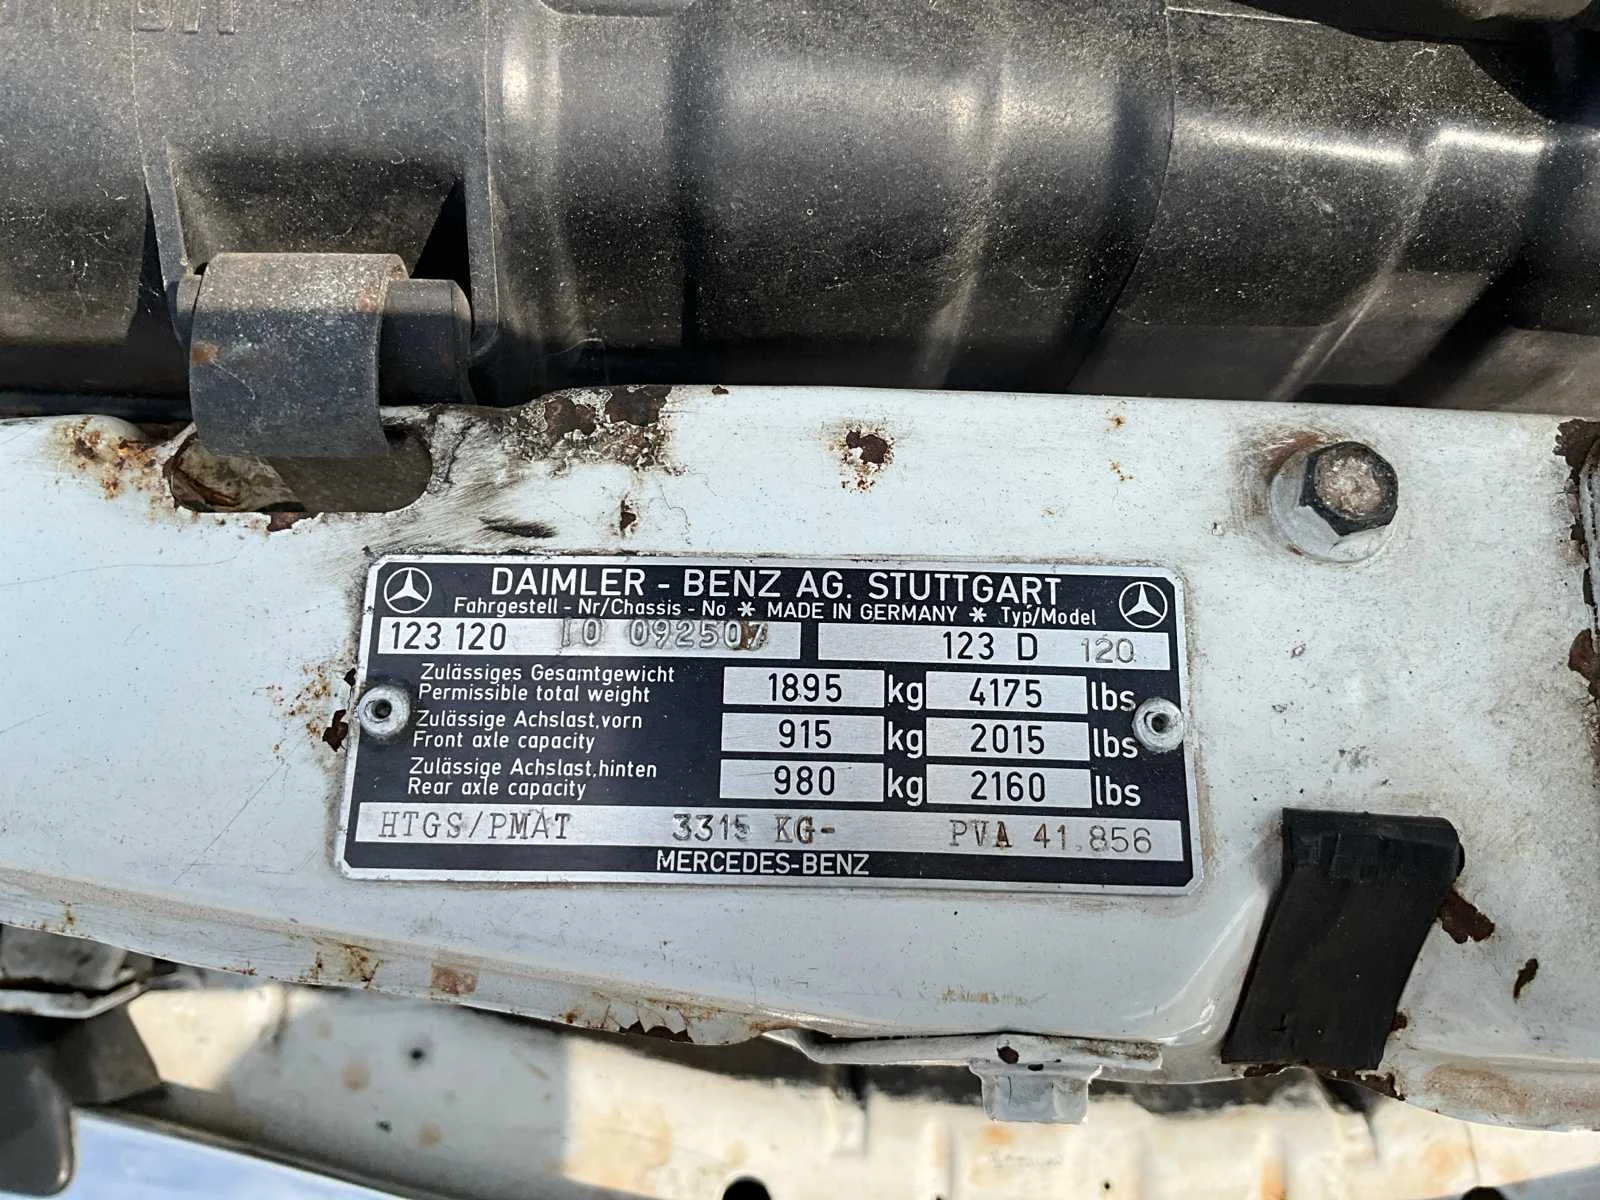 DAIMLER - BENZ AG. STUTTGART
Fahrgestell - Nr/Chassis - No * MADE IN GERMANY * Typ/Model
123 120 10 092507 123 D 120
Zulässiges Gesamtgewicht
Permissible total weight 1895 kg 4175 lbs
Zulässige Achslast,vorn
Front axle capacity 915 kg 2015 lbs
Zulässige Achslast,hinten
Rear axle capacity 980 kg 2160 lbs
HTGS/PMAT 3315 KG- PVA 41.856
MERCEDES-BENZ